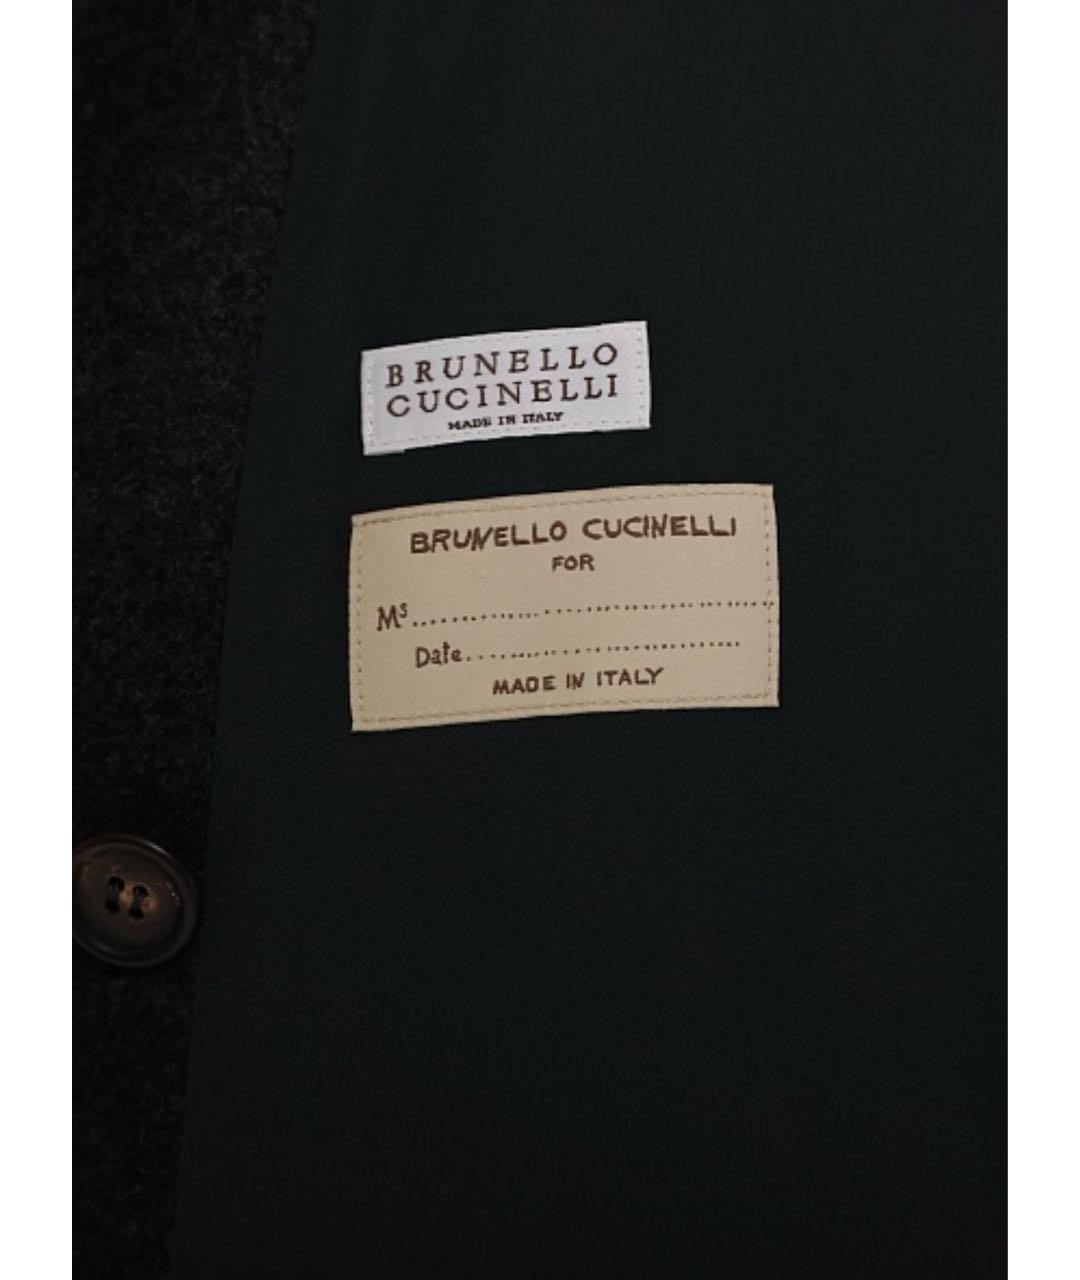 BRUNELLO
CUCINELLI
MADE IN ITALY
BRUNELLO CUCINELLI
FOR
Ms.................................................
Date......................................
MADE IN ITALY